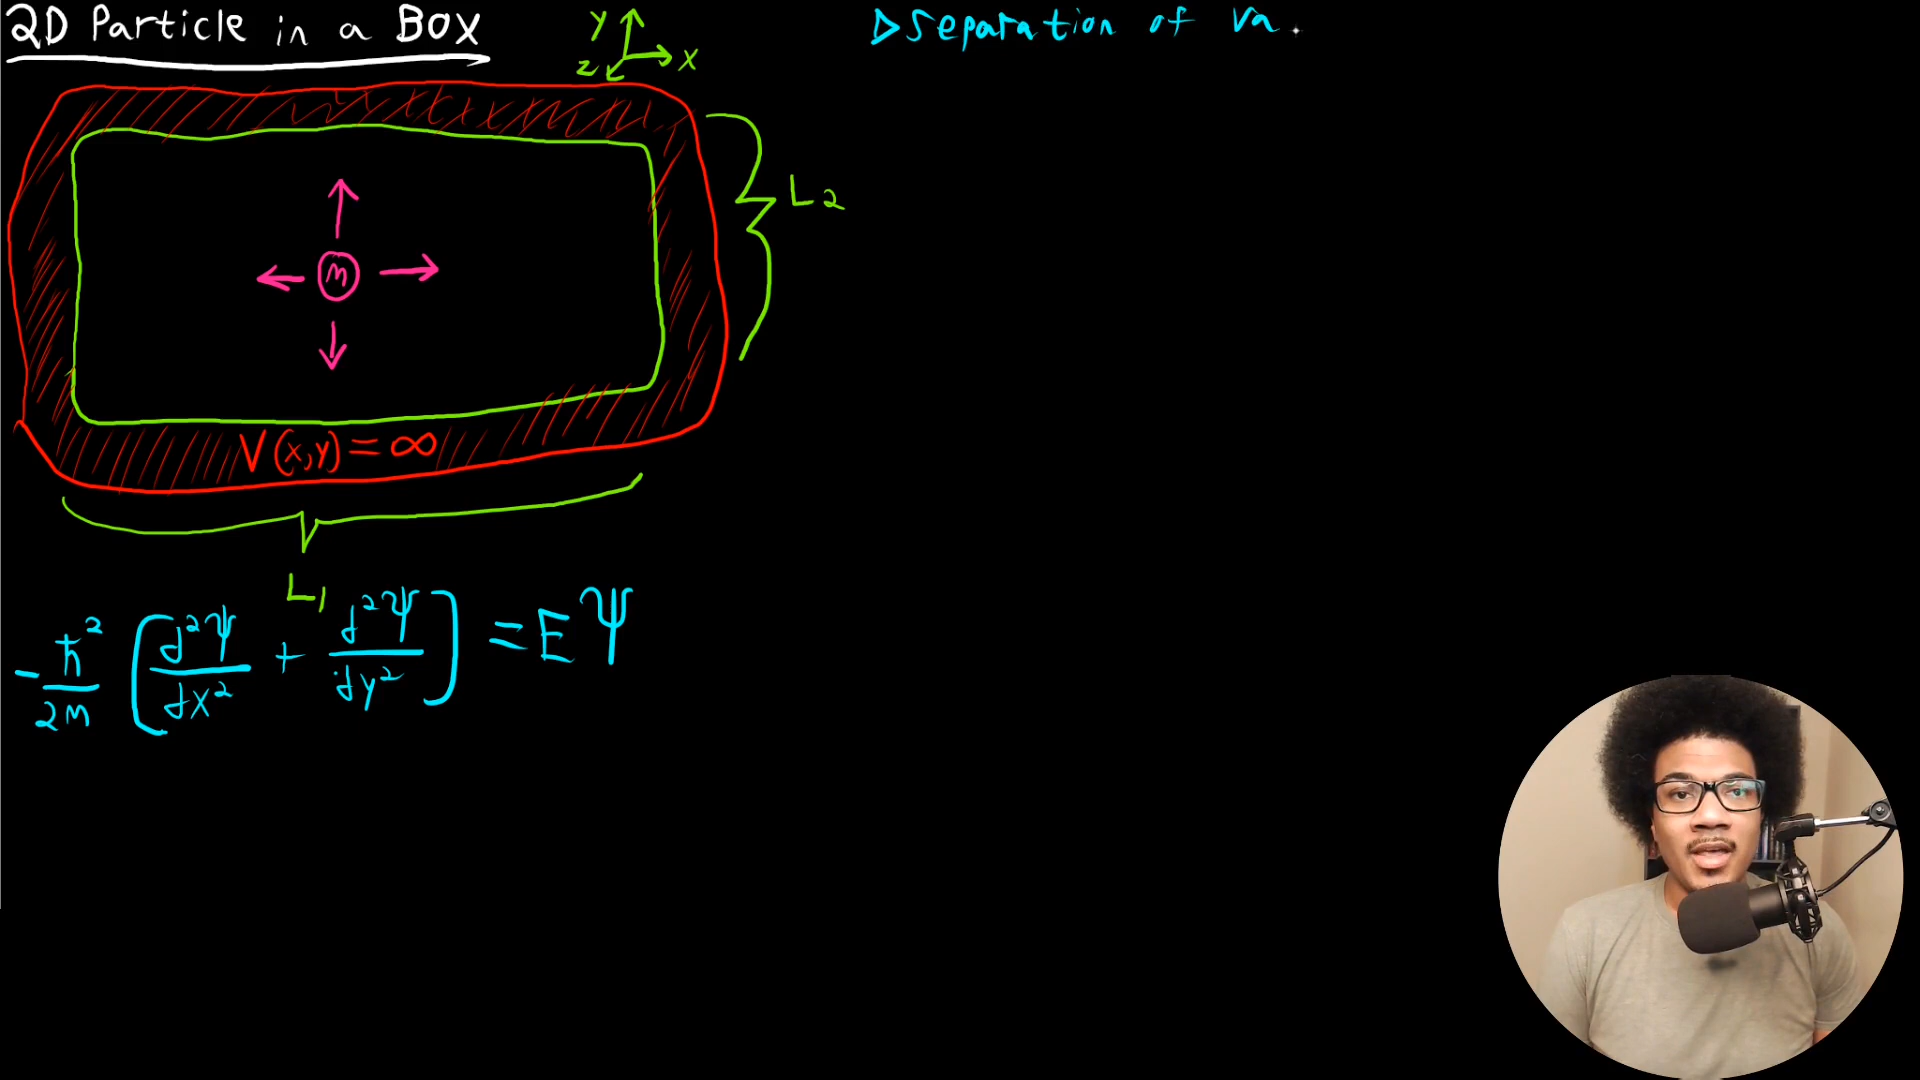 2D Particle in a Box
y
z x
L2
m
V(x,y) = ∞
L1
-ħ²/2m [d²Ψ/dx² + d²Ψ/dy²] = EΨ
▷ Separation of va